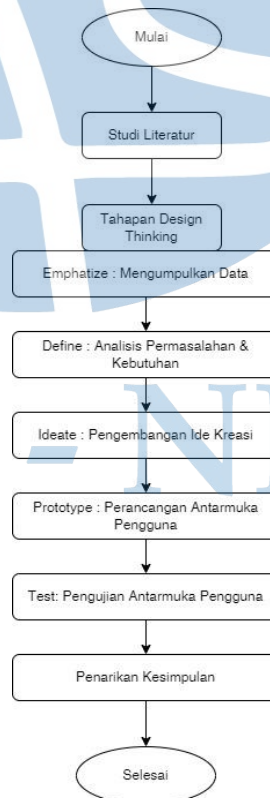 Mulai
Studi Literatur
Tahapan Design
Thinking
Emphatize : Mengumpulkan Data
Define : Analisis Permasalahan &
Kebutuhan
Ideate : Pengembangan Ide Kreasi
Prototype : Perancangan Antarmuka
Pengguna
Test: Pengujian Antarmuka Pengguna
Penarikan Kesimpulan
Selesai